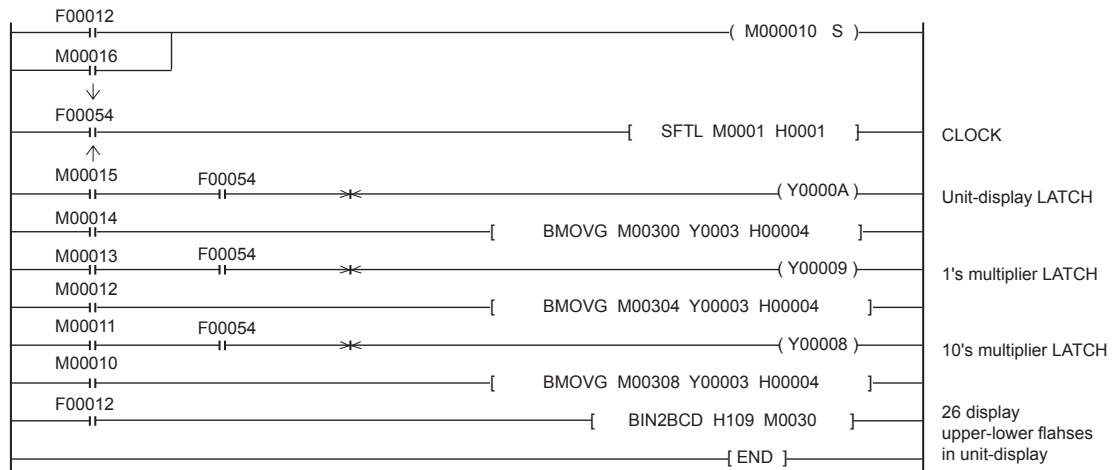 F00012
( M000010 S )
M00016
F00054
[ SFTL M0001 H0001 ]
CLOCK
M00015
F00054
( Y0000A )
Unit-display LATCH
M00014
[ BMOVG M00300 Y0003 H00004 ]
M00013
F00054
( Y00009 )
1's multiplier LATCH
M00012
[ BMOVG M00304 Y00003 H00004 ]
M00011
F00054
( Y00008 )
10's multiplier LATCH
M00010
[ BMOVG M00308 Y00003 H00004 ]
F00012
[ BIN2BCD H109 M0030 ]
26 display
upper-lower flahses
in unit-display
[ END ]